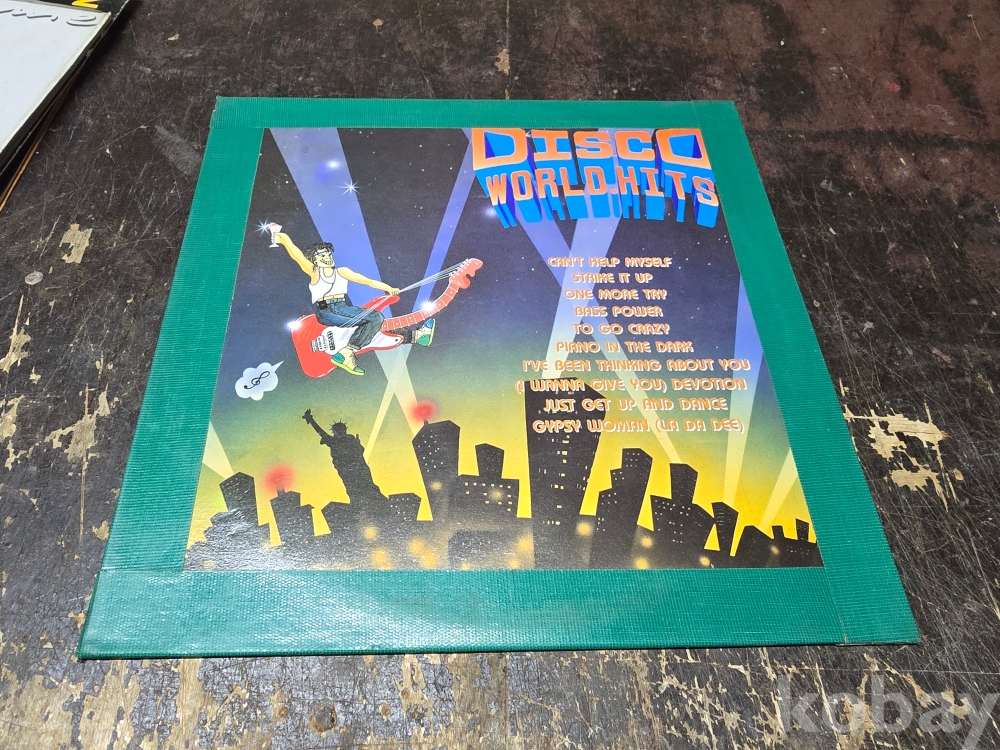 2
DISCO
WORLD HITS
CAN'T HELP MYSELF
STRIKE IT UP
ONE MORE TRY
BASS POWER
TO GO CRAZY
PIANO IN THE DARK
I'VE BEEN THINKING ABOUT YOU
(I WANNA GIVE YOU) DEVOTION
JUST GET UP AND DANCE
GYPSY WOMAN (LA DA DEE)
kobay